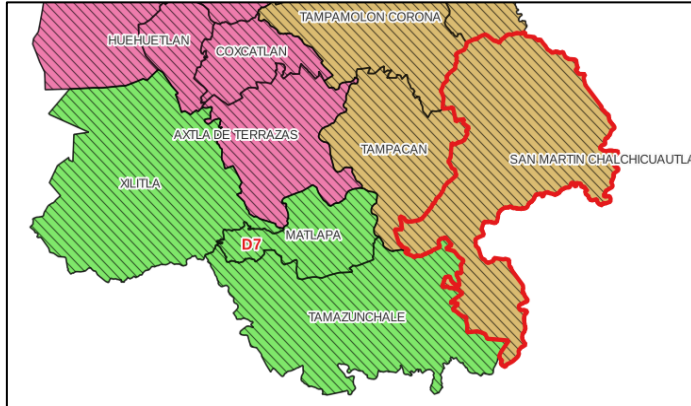 TAMPAMOLON CORONA
HUEHUETLAN
COXCATLAN
AXTLA DE TERRAZAS
TAMPACAN
SAN MARTIN CHALCHICUAUTLA
XILITLA
MATLAPA
D7
TAMAZUNCHALE